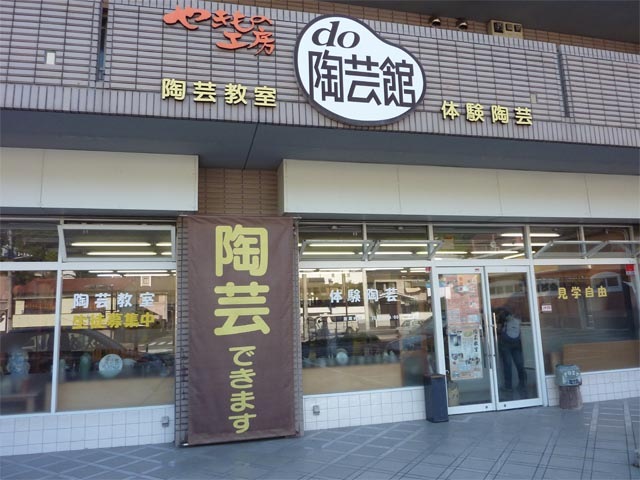 やきもの
工房
do
陶芸館
陶芸教室
体験陶芸
陶芸できます
陶芸教室
生徒募集中
体験陶芸
見学自由